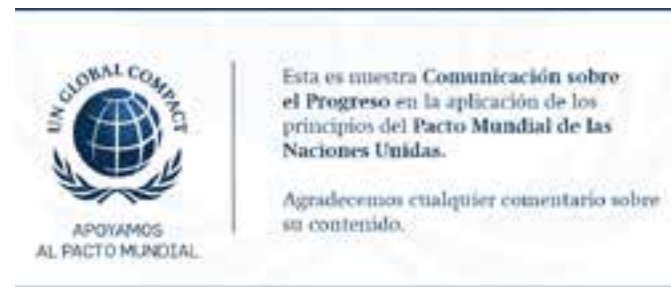 UN GLOBAL COMPACT
APOYAMOS
AL PACTO MUNDIAL
Esta es nuestra Comunicación sobre
el Progreso en la aplicación de los
principios del Pacto Mundial de las
Naciones Unidas.
Agradecemos cualquier comentario sobre
su contenido.